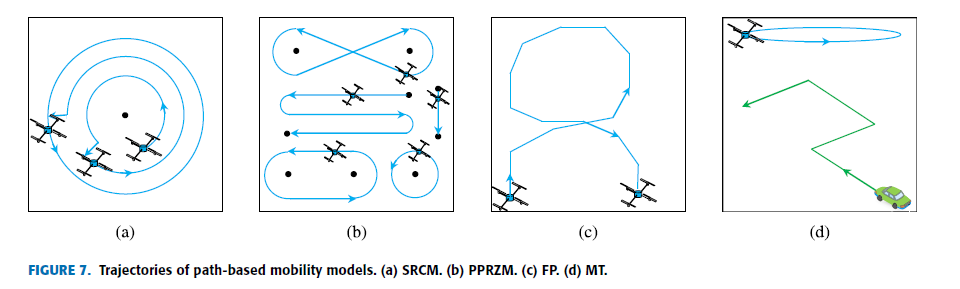 (a) (b) (c) (d)
FIGURE 7. Trajectories of path-based mobility models. (a) SRCM. (b) PPRZM. (c) FP. (d) MT.